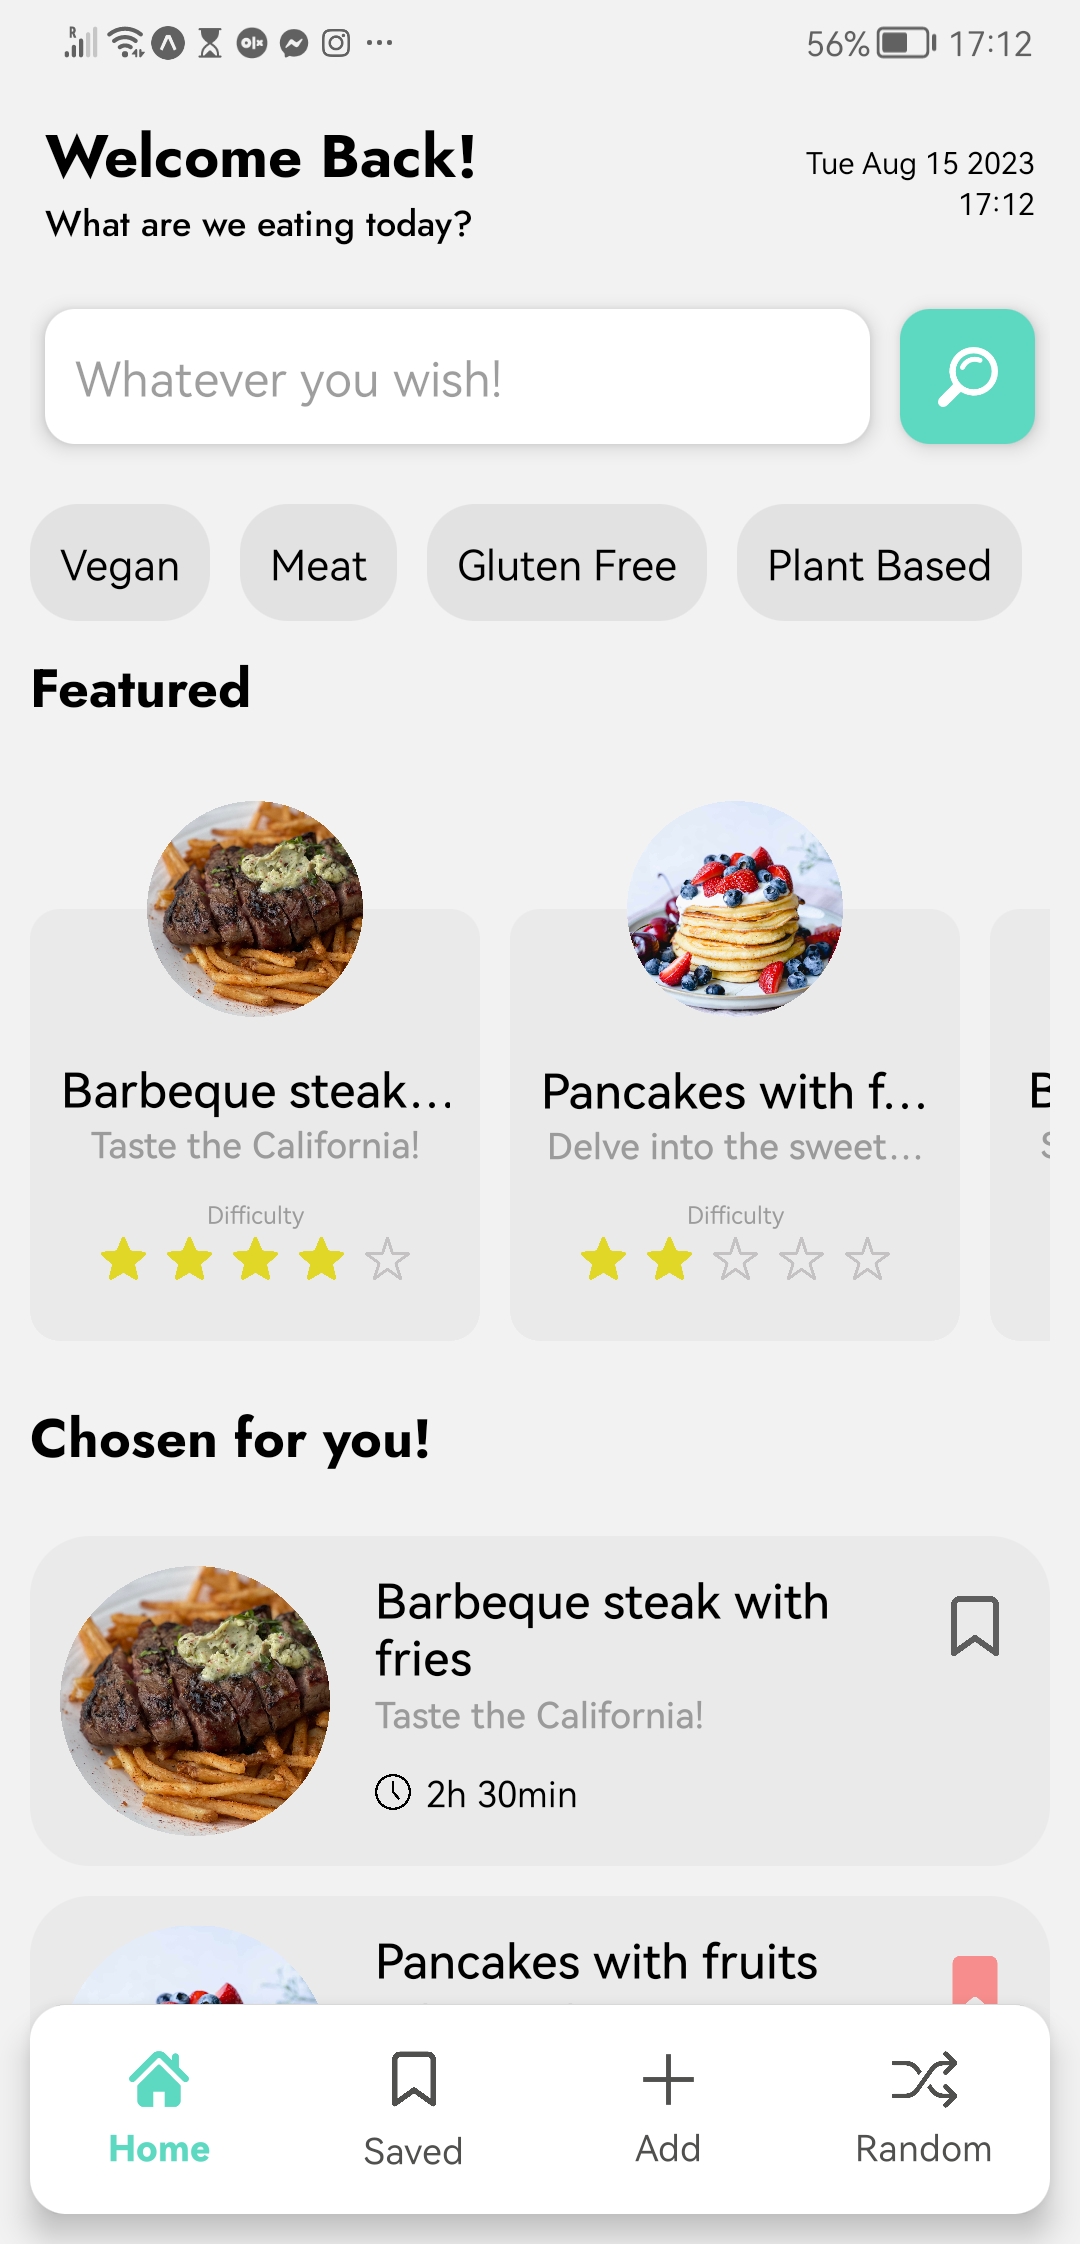 R
olx
56% 17:12
Welcome Back!
Tue Aug 15 2023
What are we eating today?
17:12
Whatever you wish!
Vegan Meat Gluten Free Plant Based
Featured
Barbeque steak...
Taste the California!
Difficulty
Pancakes with f...
Delve into the sweet...
Difficulty
Chosen for you!
Barbeque steak with
fries
Taste the California!
2h 30min
Pancakes with fruits
Home Saved Add Random